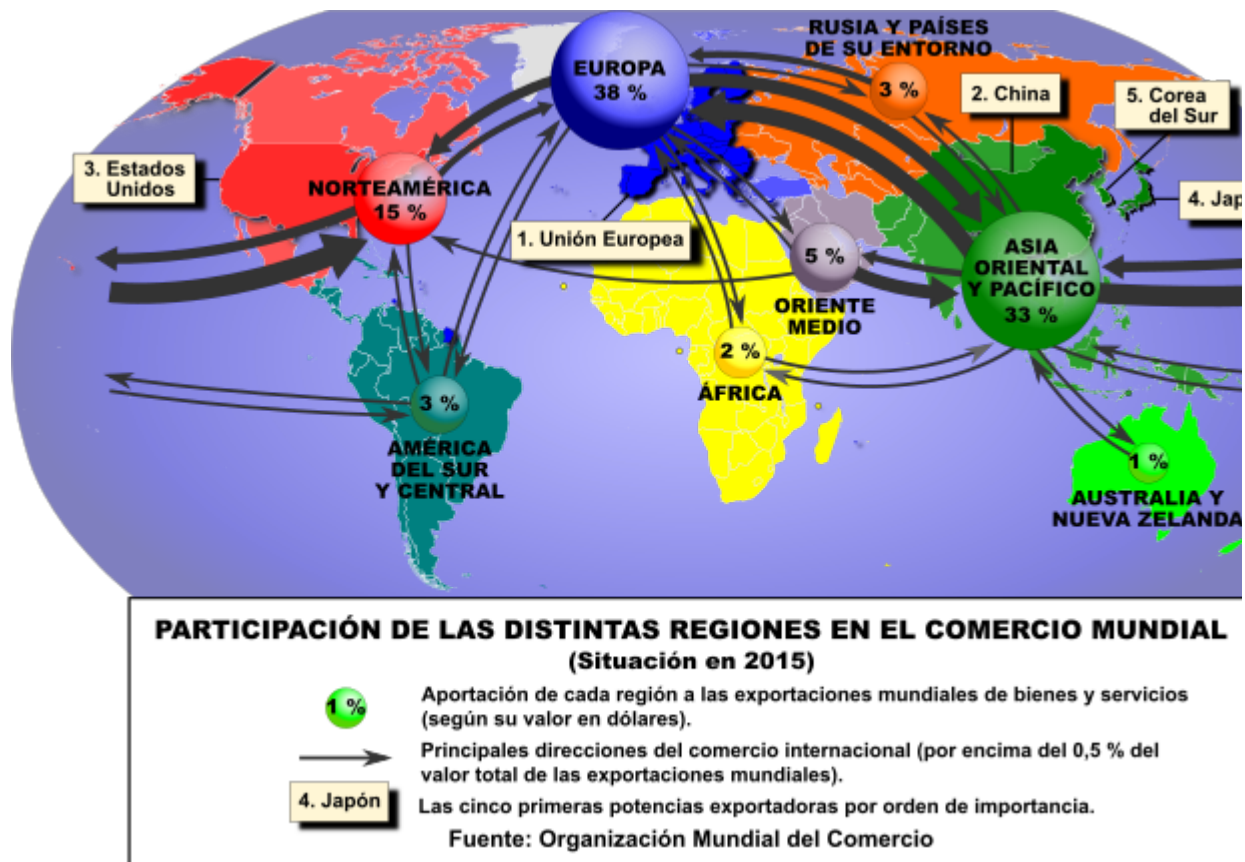 RUSIA Y PAÍSES
DE SU ENTORNO
3 %
EUROPA
38 %
2. China
5. Corea
del Sur
3. Estados
Unidos
NORTEAMÉRICA
15 %
4. Jap
1. Unión Europea
5 %
ORIENTE
MEDIO
ASIA
ORIENTAL
Y PACÍFICO
33 %
2 %
ÁFRICA
3 %
AMÉRICA
DEL SUR
Y CENTRAL
1 %
AUSTRALIA Y
NUEVA ZELANDA
PARTICIPACIÓN DE LAS DISTINTAS REGIONES EN EL COMERCIO MUNDIAL
(Situación en 2015)
1 %
Aportación de cada región a las exportaciones mundiales de bienes y servicios
(según su valor en dólares).
Principales direcciones del comercio internacional (por encima del 0,5 % del
valor total de las exportaciones mundiales).
4. Japón
Las cinco primeras potencias exportadoras por orden de importancia.
Fuente: Organización Mundial del Comercio